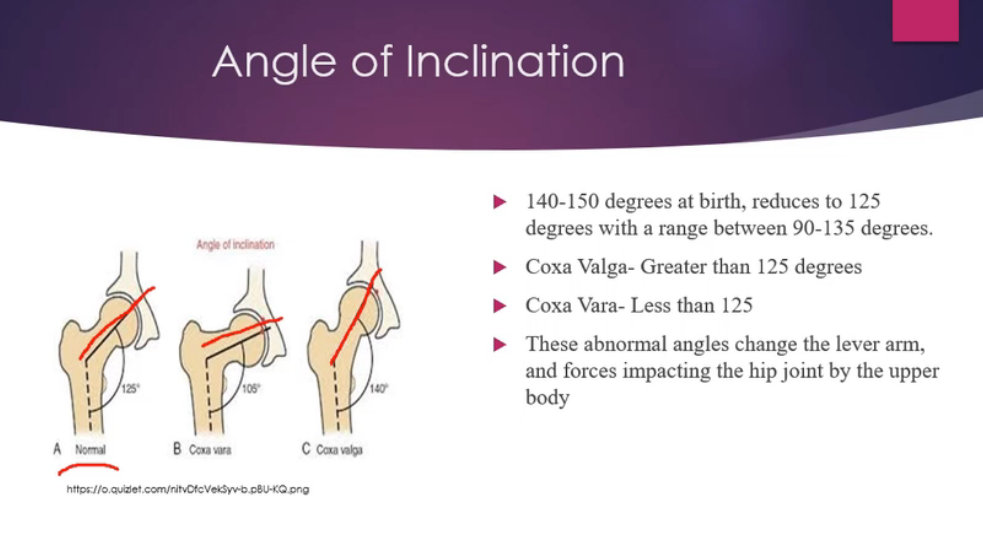 Angle of Inclination
Angle of inclination
125°
105°
140°
A Normal
B Coxa vara
C Coxa valga
https://o.quizlet.com/nitvDfcVekSyv-b.pBU-KQ.png
140-150 degrees at birth, reduces to 125
degrees with a range between 90-135 degrees.
Coxa Valga- Greater than 125 degrees
Coxa Vara- Less than 125
These abnormal angles change the lever arm,
and forces impacting the hip joint by the upper
body